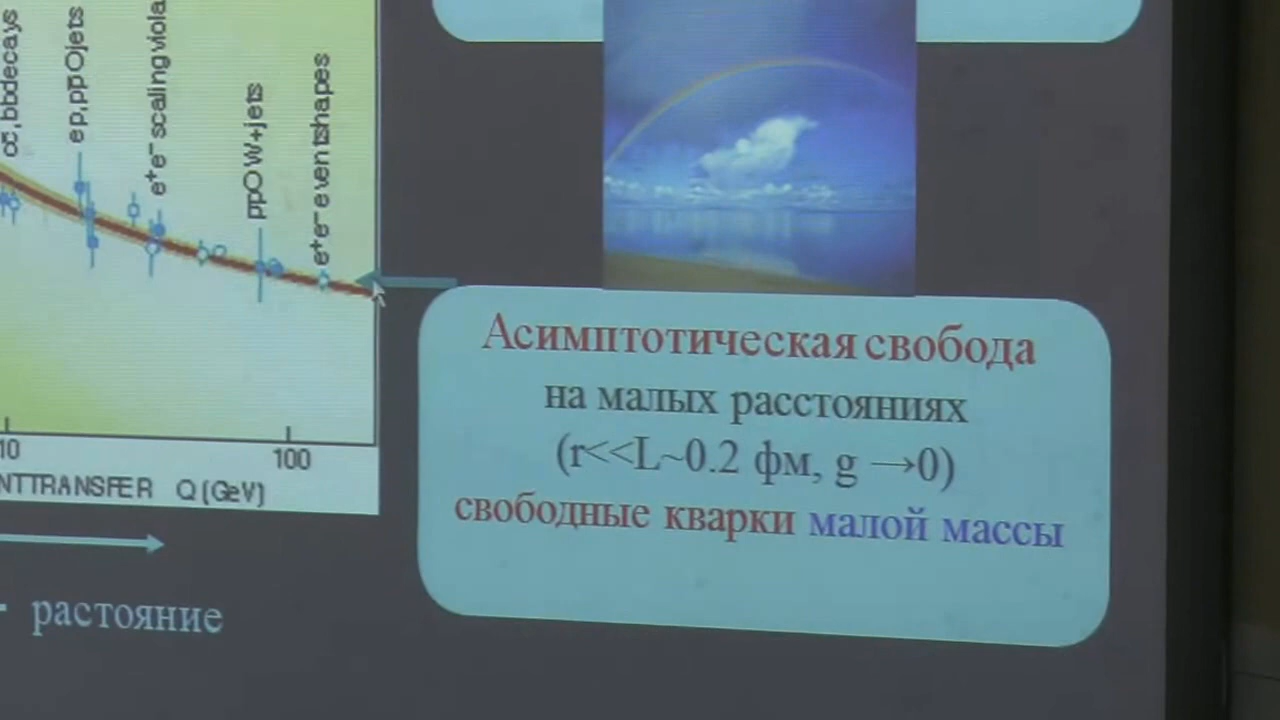 cc,bbdecays
ep,ppOjets
e⁺e⁻ scalingviola
ppOW+jets
e⁺e⁻ eventshapes
10
100
NTTRANSFER Q(GeV)
растояние
Асимптотическая свобода
на малых расстояниях
(r<<L~0.2 фм, g →0)
свободные кварки малой массы